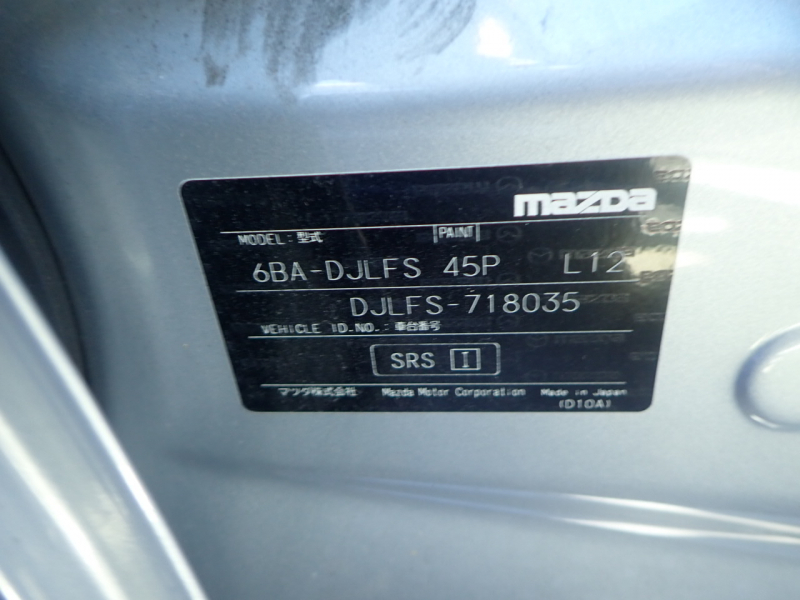 mazda
MODEL: 型式 PAINT
6BA-DJLFS 45P L12
DJLFS-718035
VEHICLE ID.NO.: 車台番号
SRS I
マツダ株式会社 Mazda Motor Corporation Made in Japan
(D10A)